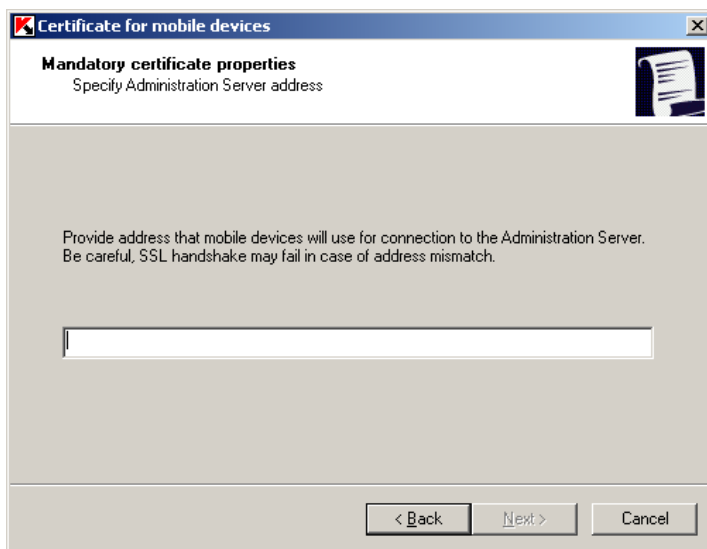 Certificate for mobile devices
Mandatory certificate properties
Specify Administration Server address
Provide address that mobile devices will use for connection to the Administration Server.
Be careful, SSL handshake may fail in case of address mismatch.
< Back
Next >
Cancel